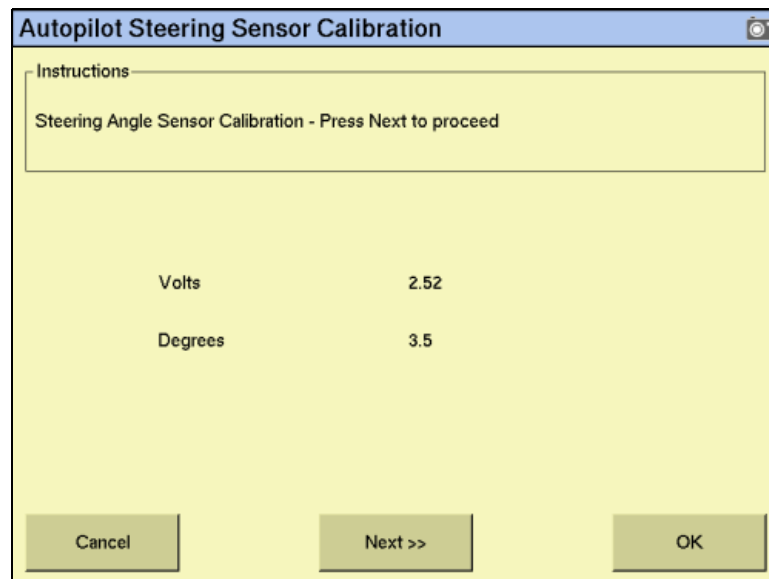 Autopilot Steering Sensor Calibration
Instructions
Steering Angle Sensor Calibration - Press Next to proceed
Volts 2.52
Degrees 3.5
Cancel Next >> OK